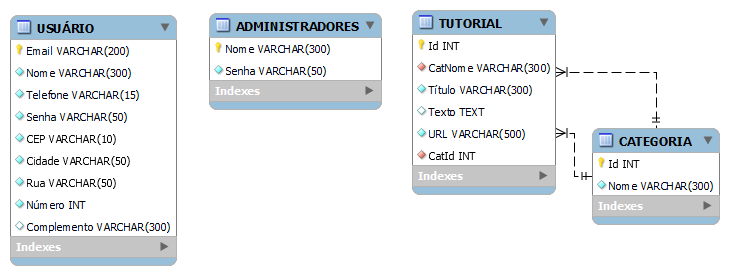 USUÁRIO
Email VARCHAR(200)
Nome VARCHAR(300)
Telefone VARCHAR(15)
Senha VARCHAR(50)
CEP VARCHAR(10)
Cidade VARCHAR(50)
Rua VARCHAR(50)
Número INT
Complemento VARCHAR(300)
Indexes
ADMINISTRADORES
Nome VARCHAR(300)
Senha VARCHAR(50)
Indexes
TUTORIAL
Id INT
CatNome VARCHAR(300)
Título VARCHAR(300)
Texto TEXT
URL VARCHAR(500)
CatId INT
Indexes
CATEGORIA
Id INT
Nome VARCHAR(300)
Indexes